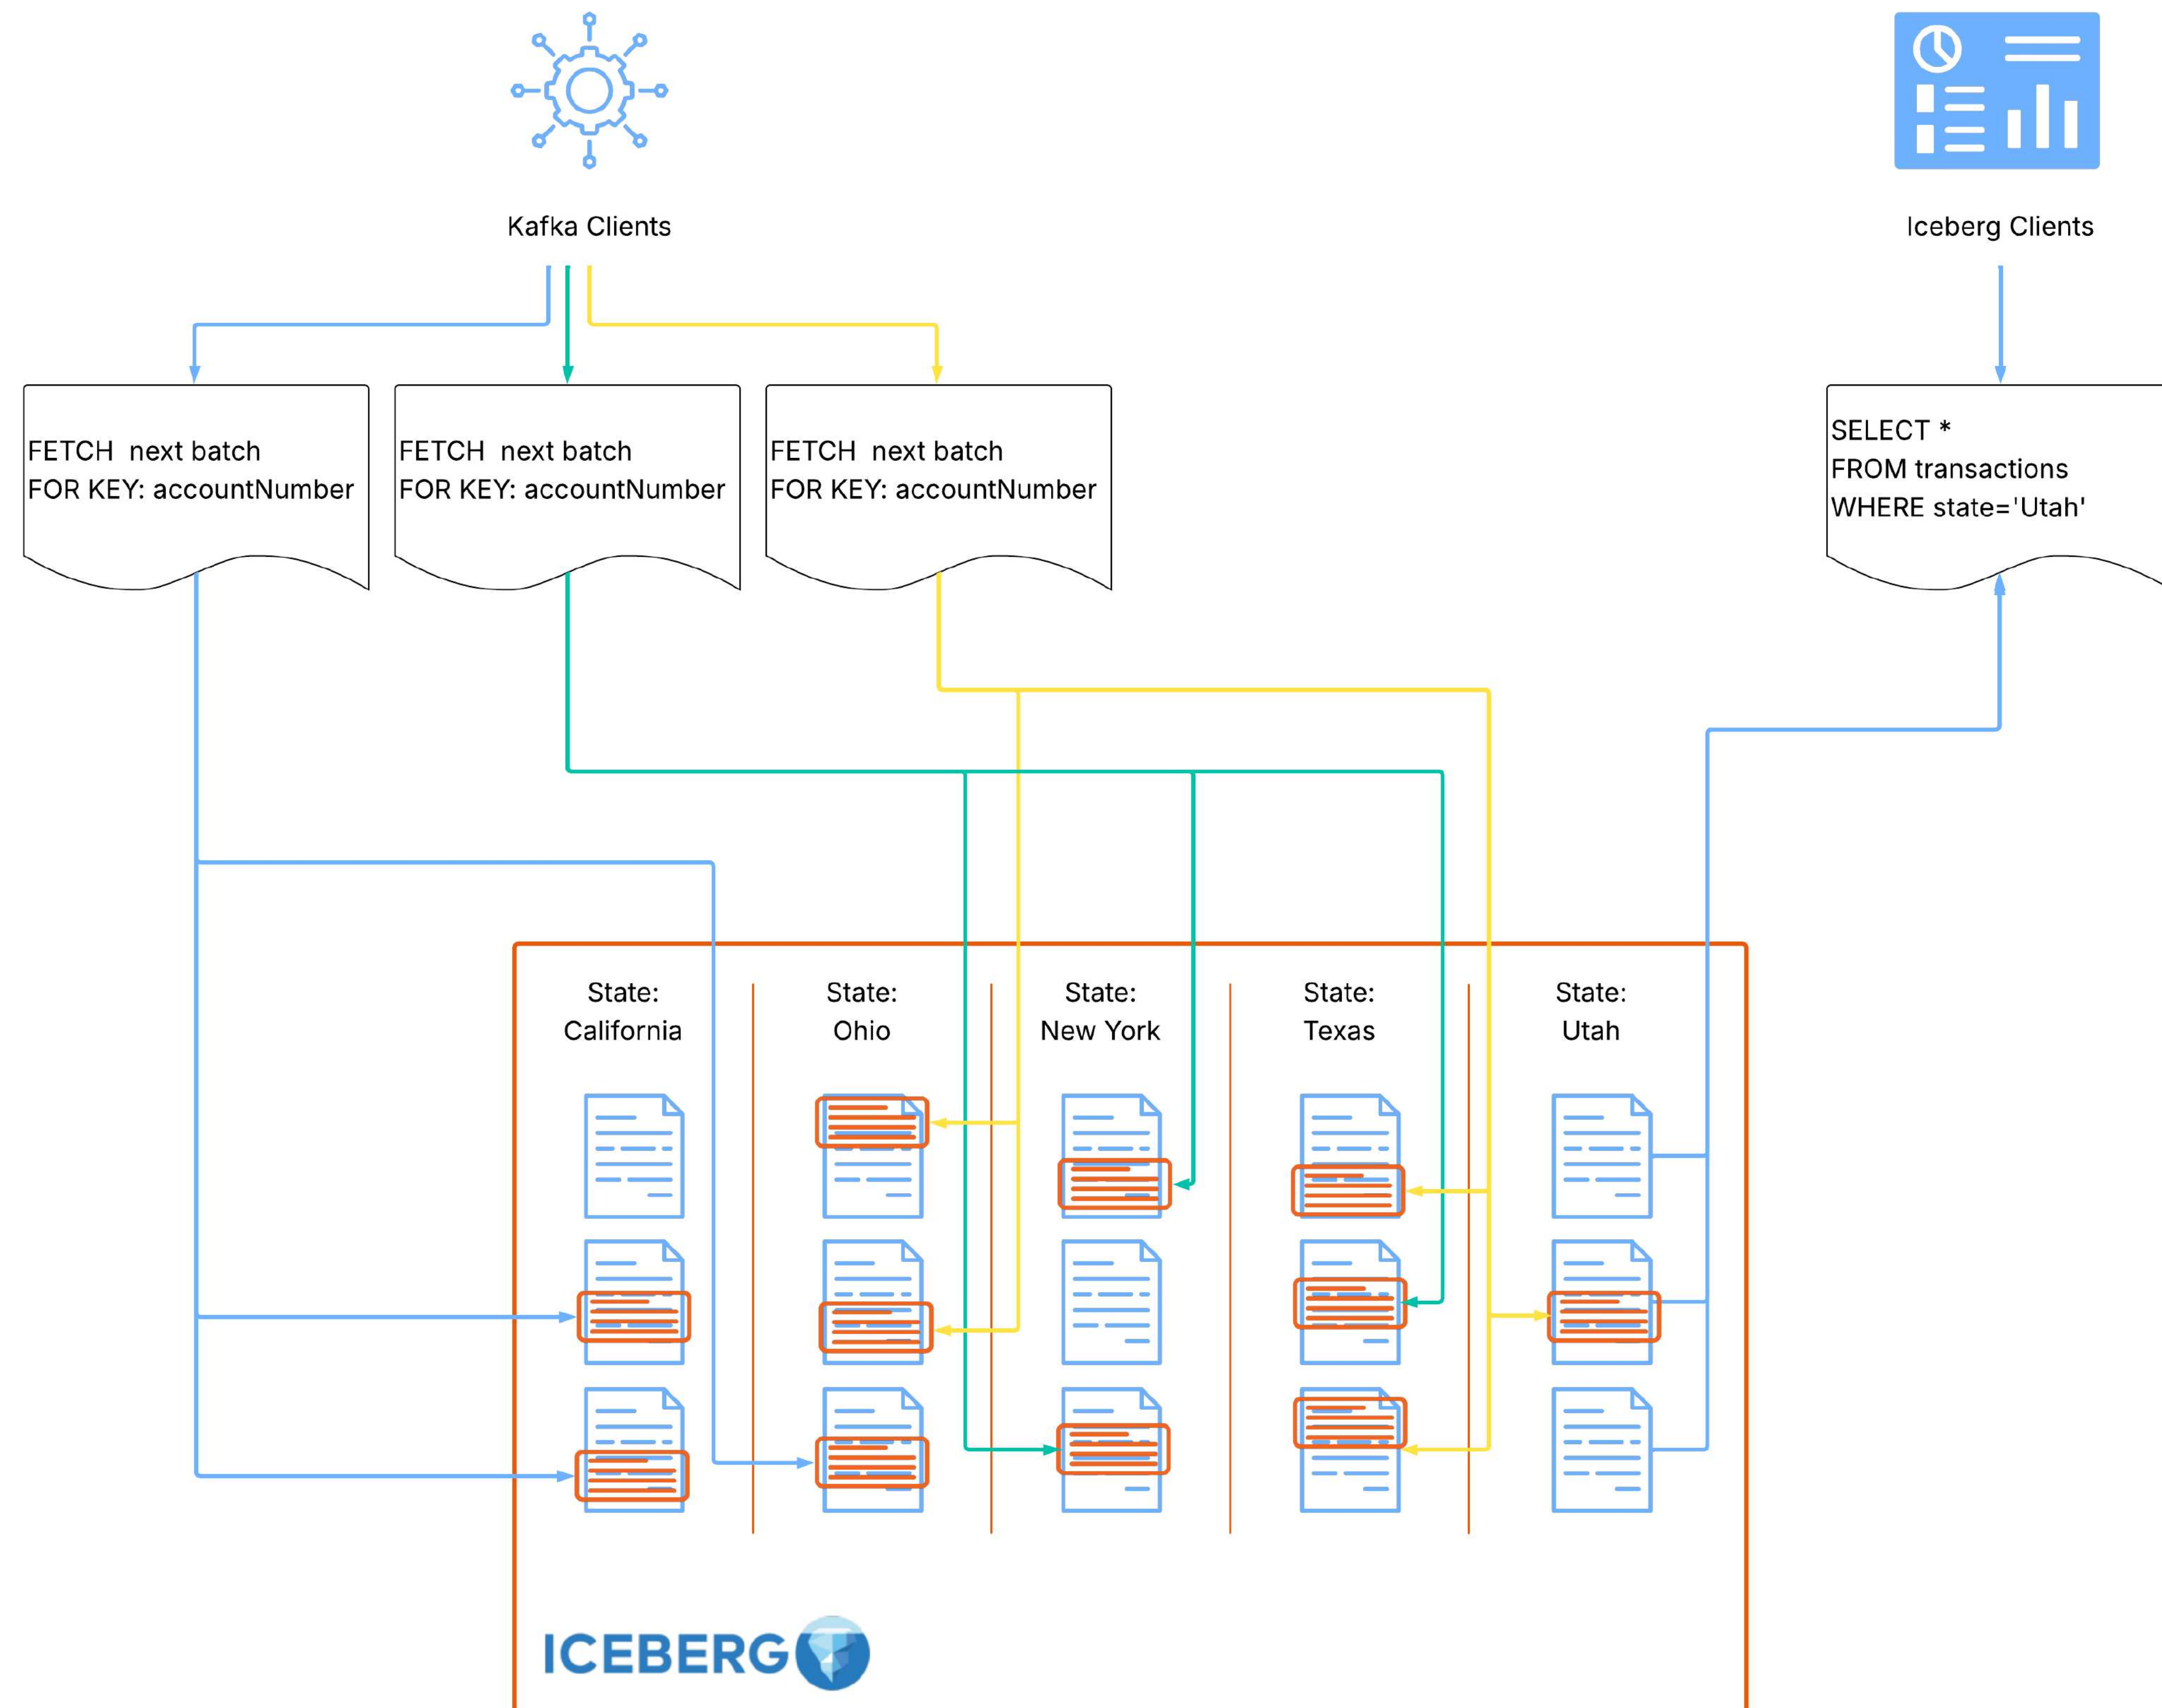 Kafka Clients
Iceberg Clients
FETCH  next batch
FOR KEY: accountNumber
FETCH  next batch
FOR KEY: accountNumber
FETCH  next batch
FOR KEY: accountNumber
SELECT *
FROM transactions
WHERE state='Utah'
State:
California
State:
Ohio
State:
New York
State:
Texas
State:
Utah
ICEBERG